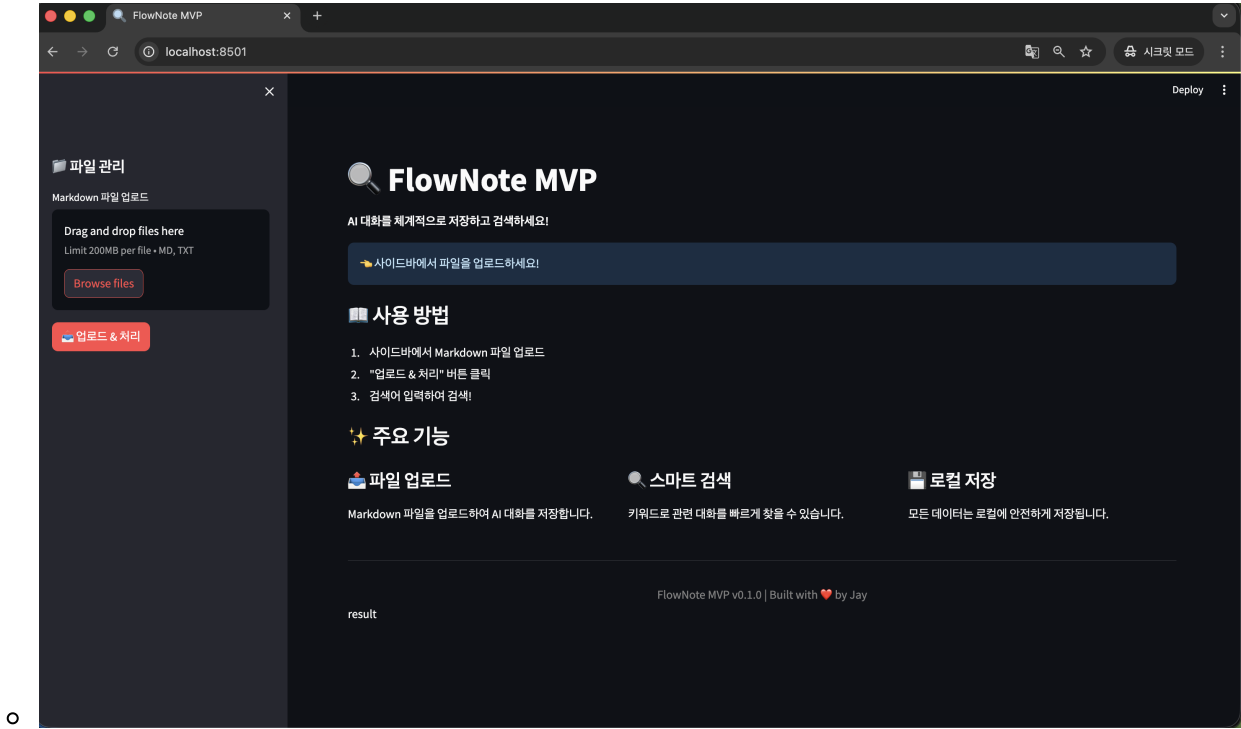 FlowNote MVP
localhost:8501
시크릿 모드
Deploy
파일 관리
Markdown 파일 업로드
Drag and drop files here
Limit 200MB per file • MD, TXT
Browse files
업로드 & 처리
FlowNote MVP
AI 대화를 체계적으로 저장하고 검색하세요!
👈 사이드바에서 파일을 업로드하세요!
📖 사용 방법
1. 사이드바에서 Markdown 파일 업로드
2. "업로드 & 처리" 버튼 클릭
3. 검색어 입력하여 검색!
✨ 주요 기능
📤 파일 업로드
Markdown 파일을 업로드하여 AI 대화를 저장합니다.
🔍 스마트 검색
키워드로 관련 대화를 빠르게 찾을 수 있습니다.
💾 로컬 저장
모든 데이터는 로컬에 안전하게 저장됩니다.
FlowNote MVP v0.1.0 | Built with ❤️ by Jay
result